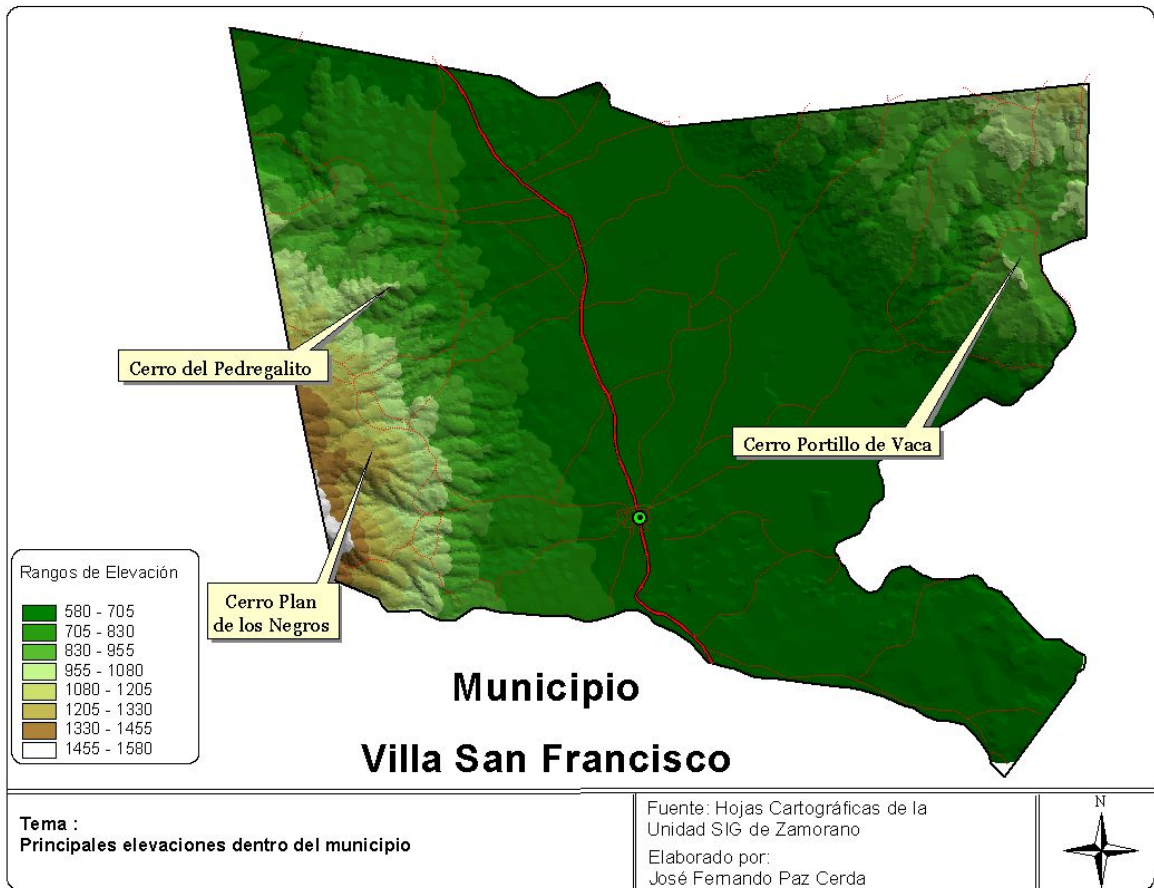 Cerro del Pedregalito
Cerro Portillo de Vaca
Rangos de Elevación
580 - 705
705 - 830
830 - 955
955 - 1080
1080 - 1205
1205 - 1330
1330 - 1455
1455 - 1580
Cerro Plan
de los Negros
Municipio
Villa San Francisco
Tema :
Principales elevaciones dentro del municipio
Fuente: Hojas Cartográficas de la
Unidad SIG de Zamorano
Elaborado por:
José Fernando Paz Cerda
N